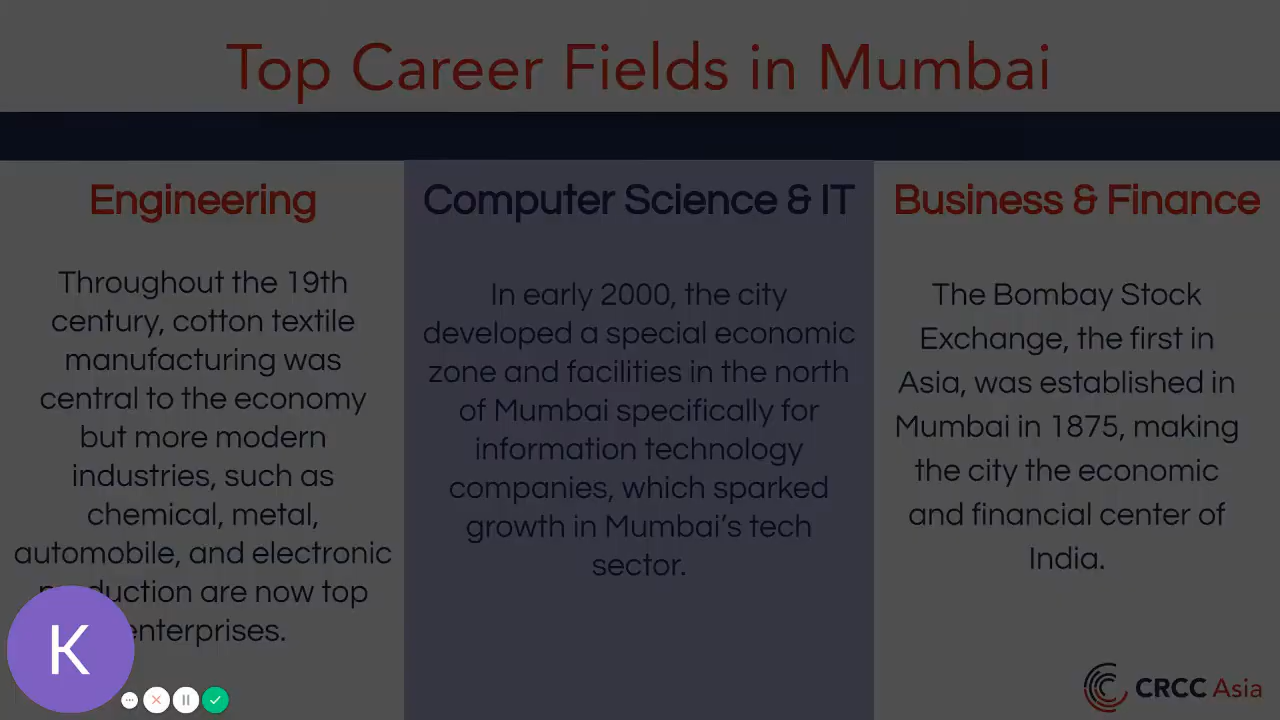 Top Career Fields in Mumbai
Engineering
Throughout the 19th
century, cotton textile
manufacturing was
central to the economy
but more modern
industries, such as
chemical, metal,
automobile, and electronic
production are now top
enterprises.
Computer Science & IT
In early 2000, the city
developed a special economic
zone and facilities in the north
of Mumbai specifically for
information technology
companies, which sparked
growth in Mumbai's tech
sector.
Business & Finance
The Bombay Stock
Exchange, the first in
Asia, was established in
Mumbai in 1875, making
the city the economic
and financial center of
India.
K
CRCC Asia